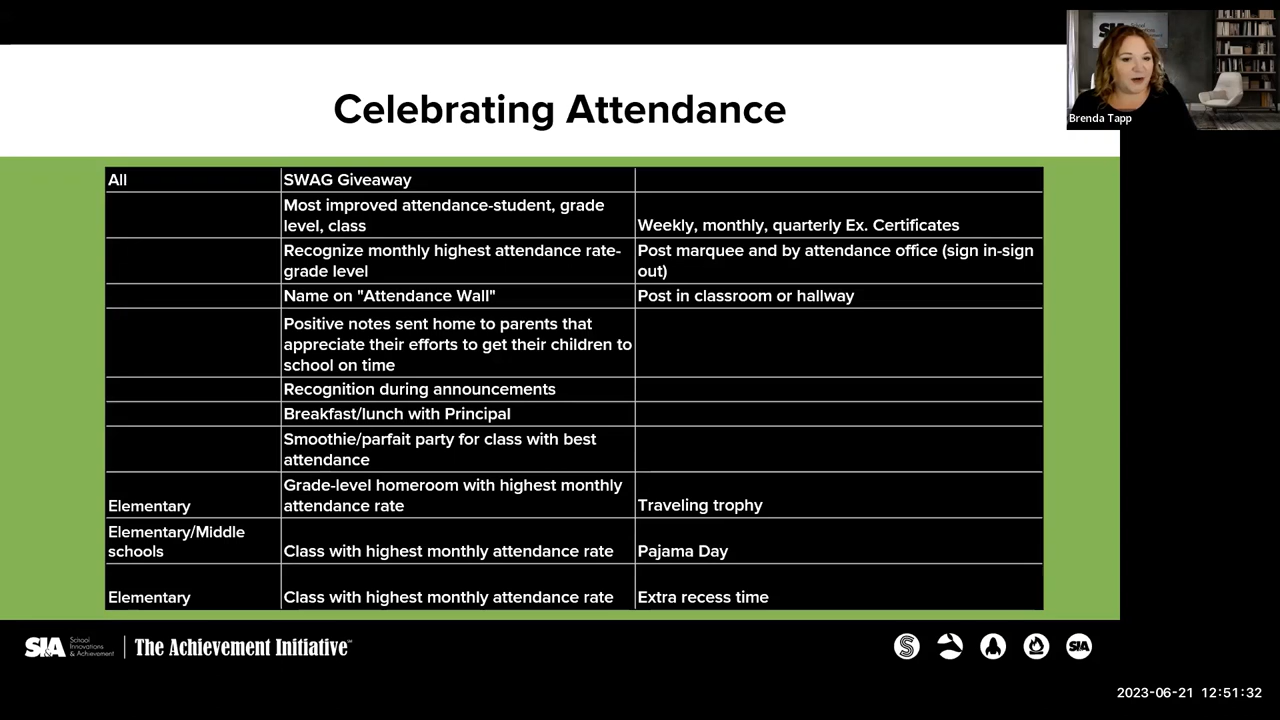 Celebrating Attendance
Brenda Tapp
All
SWAG Giveaway
Most improved attendance-student, grade
level, class
Weekly, monthly, quarterly Ex. Certificates
Recognize monthly highest attendance rate-
grade level
Post marquee and by attendance office (sign in-sign
out)
Name on "Attendance Wall"
Post in classroom or hallway
Positive notes sent home to parents that
appreciate their efforts to get their children to
school on time
Recognition during announcements
Breakfast/lunch with Principal
Smoothie/parfait party for class with best
attendance
Elementary
Grade-level homeroom with highest monthly
attendance rate
Traveling trophy
Elementary/Middle
schools
Class with highest monthly attendance rate
Pajama Day
Elementary
Class with highest monthly attendance rate
Extra recess time
SI&A
School
Innovations
& Achievement
The Achievement Initiative
S
SI&A
2023-06-21 12:51:32